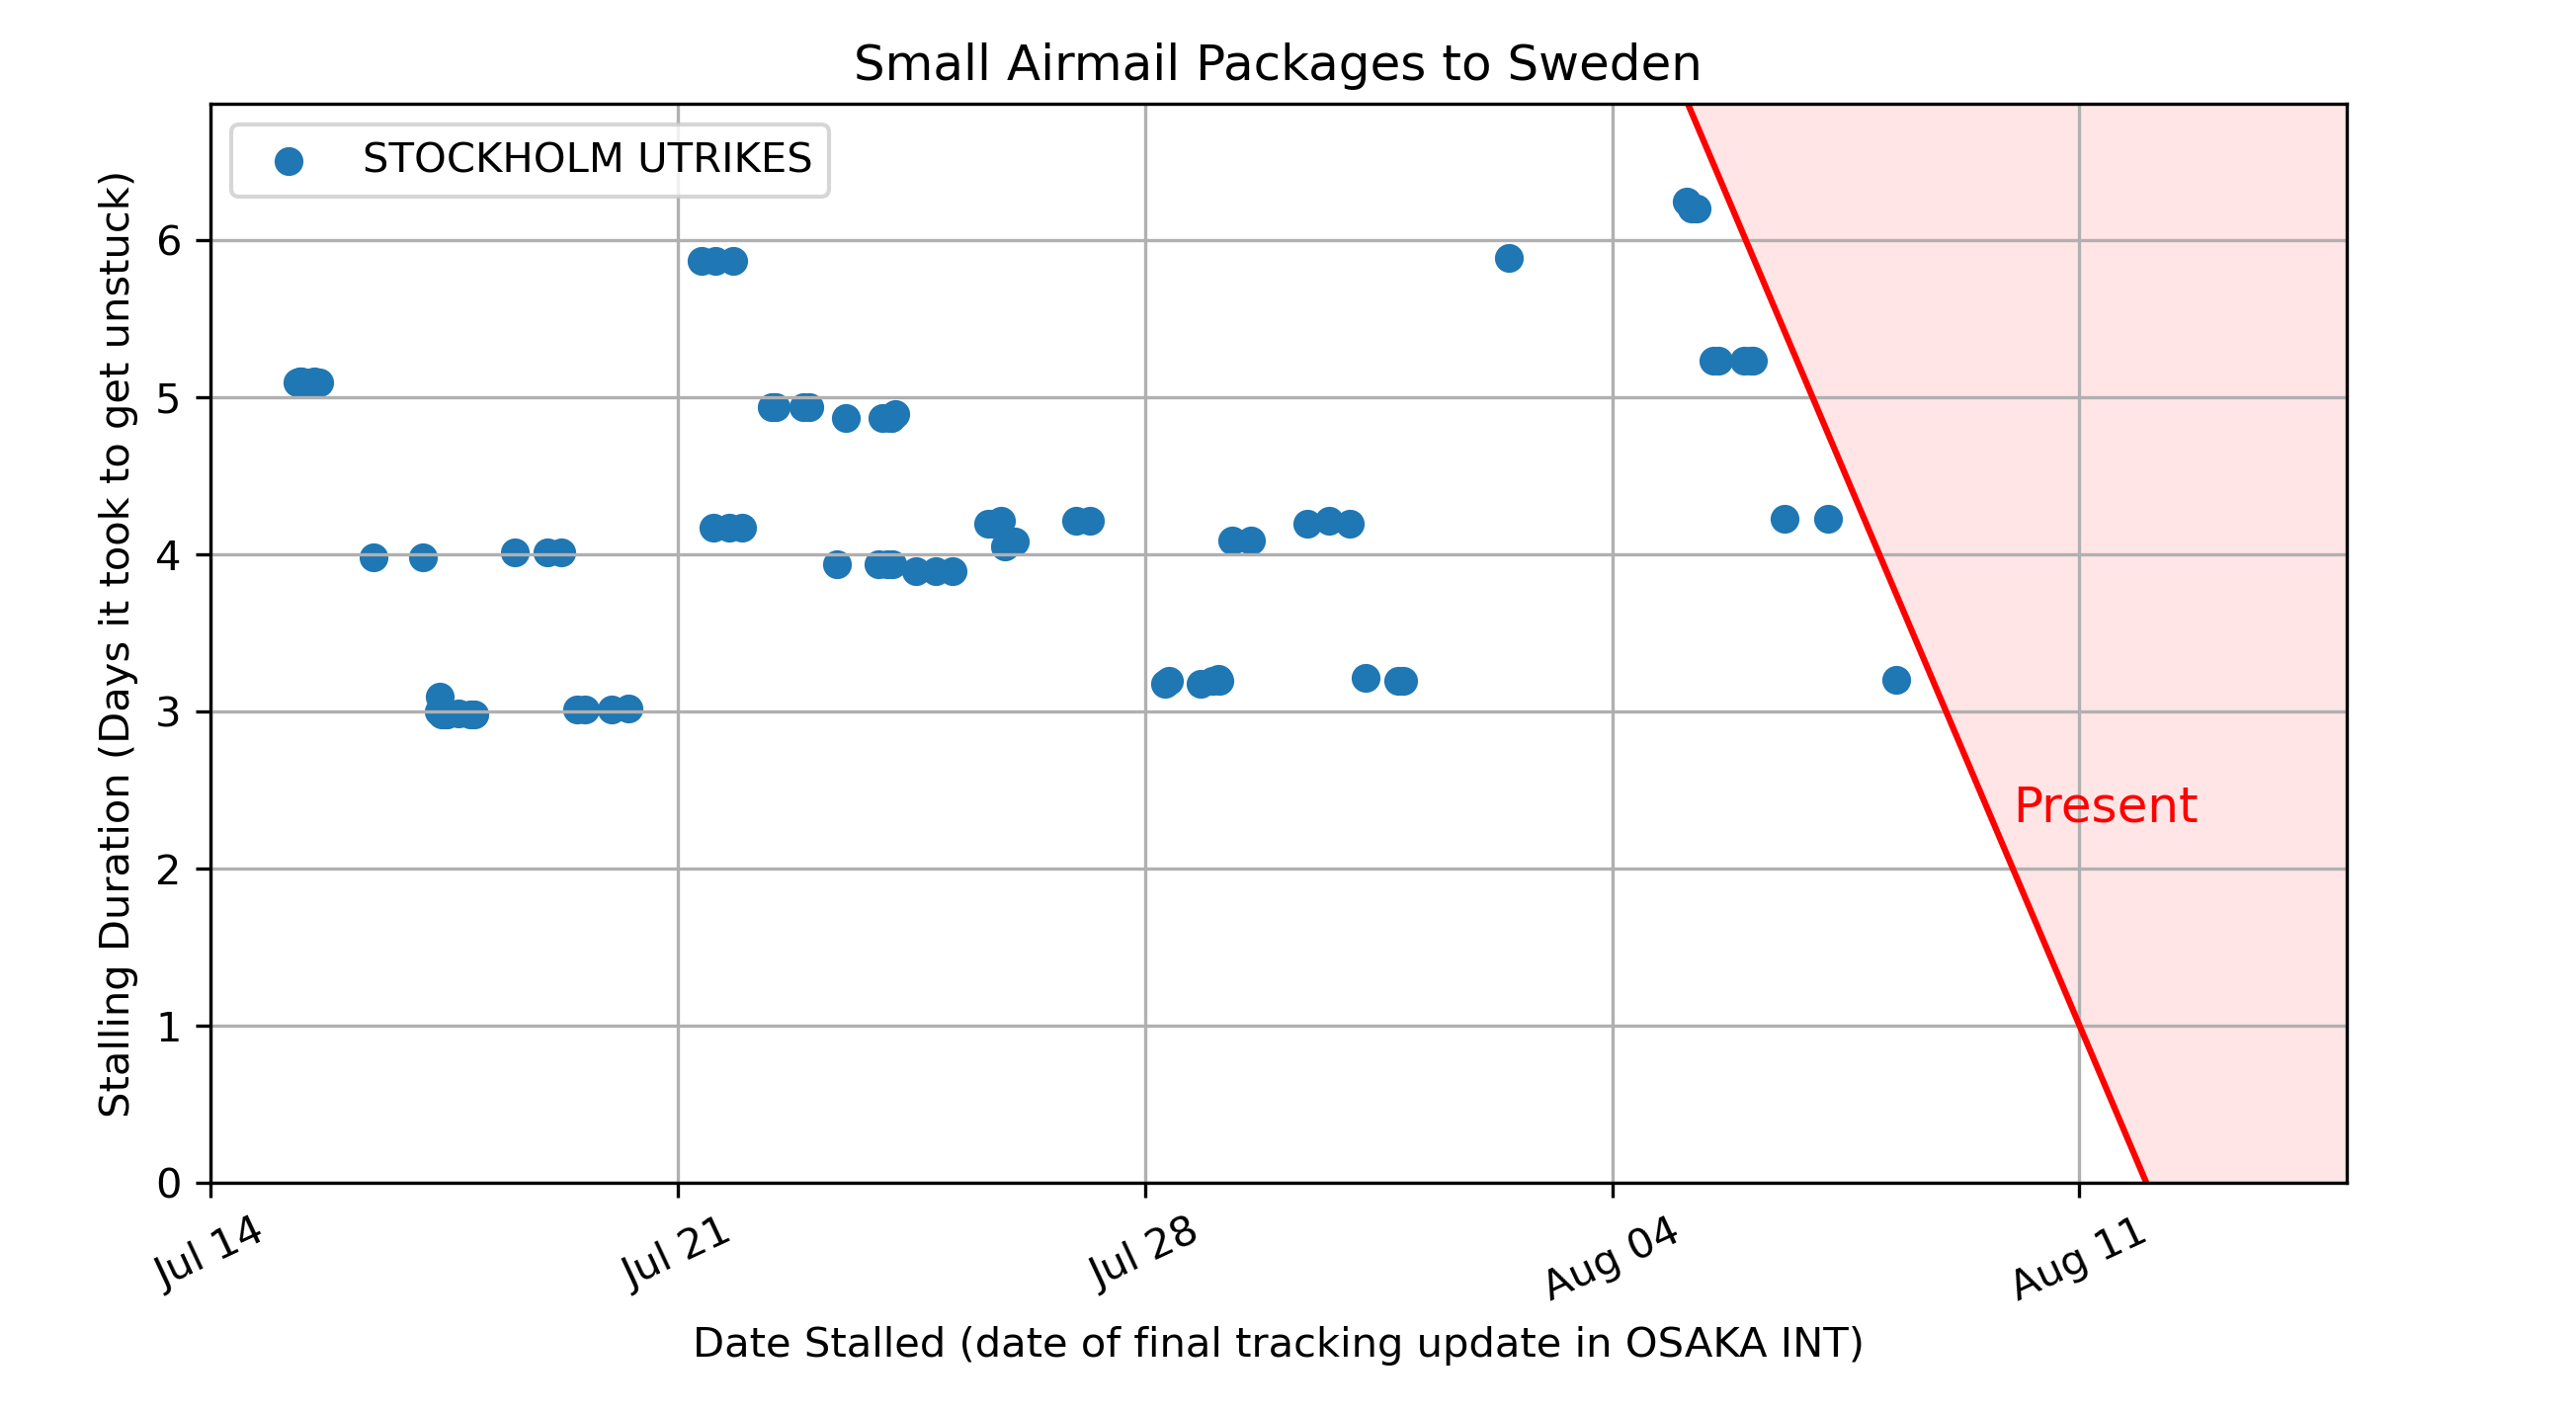 Small Airmail Packages to Sweden
STOCKHOLM UTRIKES
Stalling Duration (Days it took to get unstuck)
6
5
4
3
2
1
0
Present
Jul 14
Jul 21
Jul 28
Aug 04
Aug 11
Date Stalled (date of final tracking update in OSAKA INT)